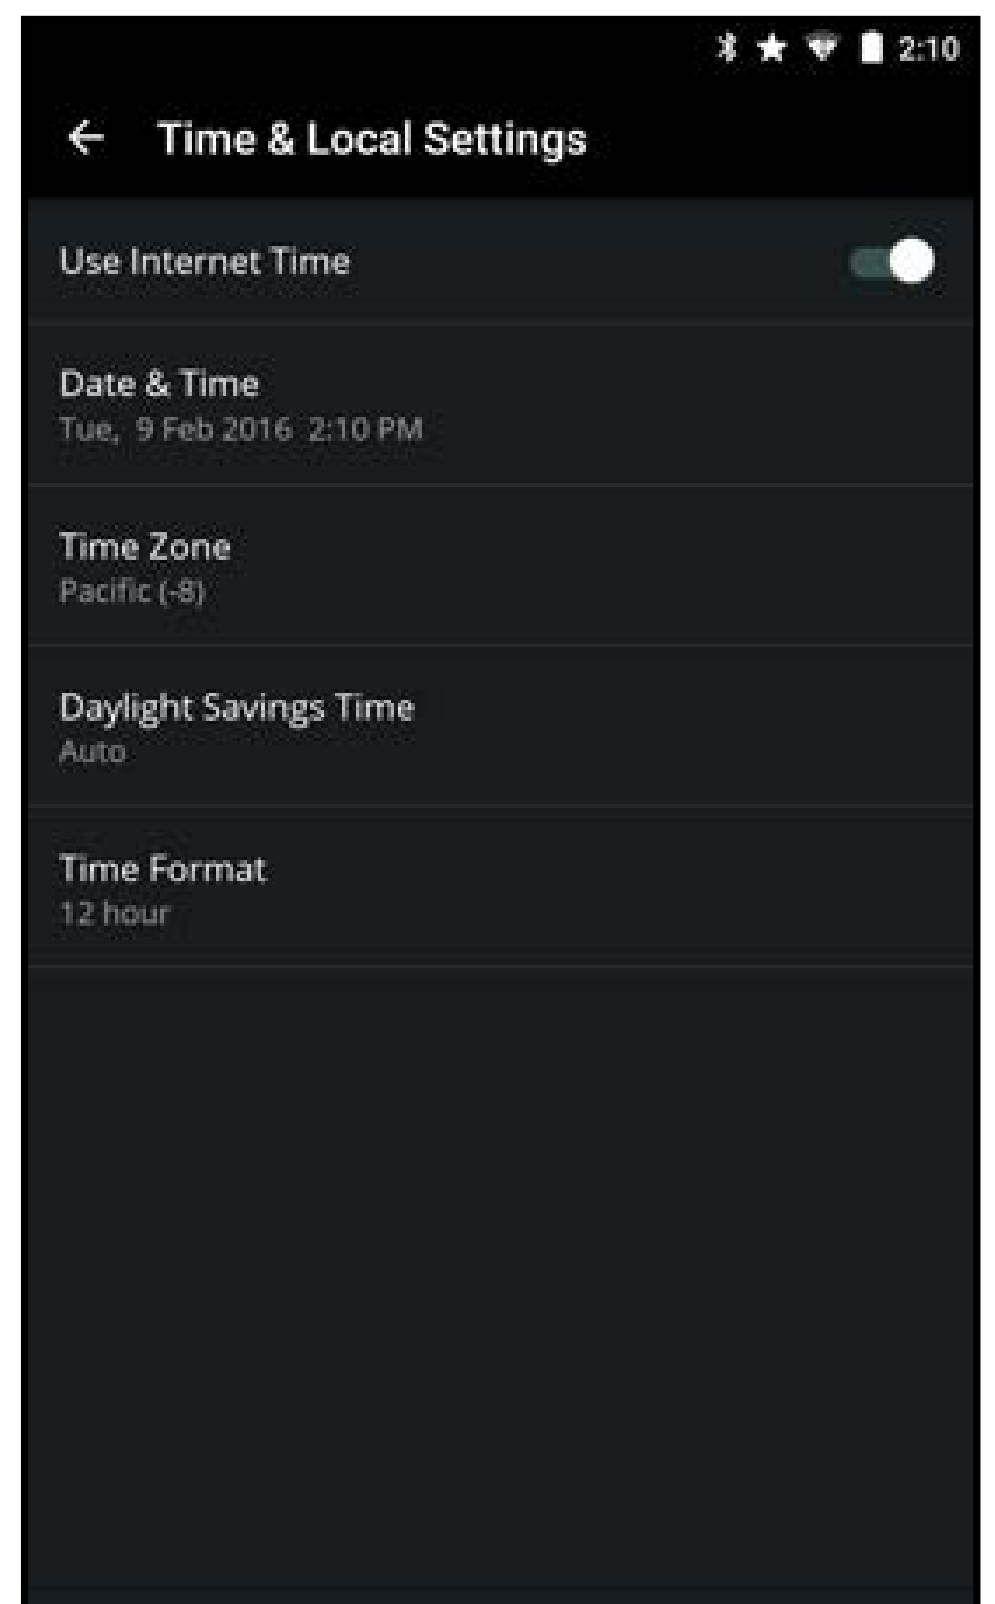 2:10
Time & Local Settings
Use Internet Time
Date & Time
Tue, 9 Feb 2016 2:10 PM
Time Zone
Pacific (-8)
Daylight Savings Time
Auto
Time Format
12 hour